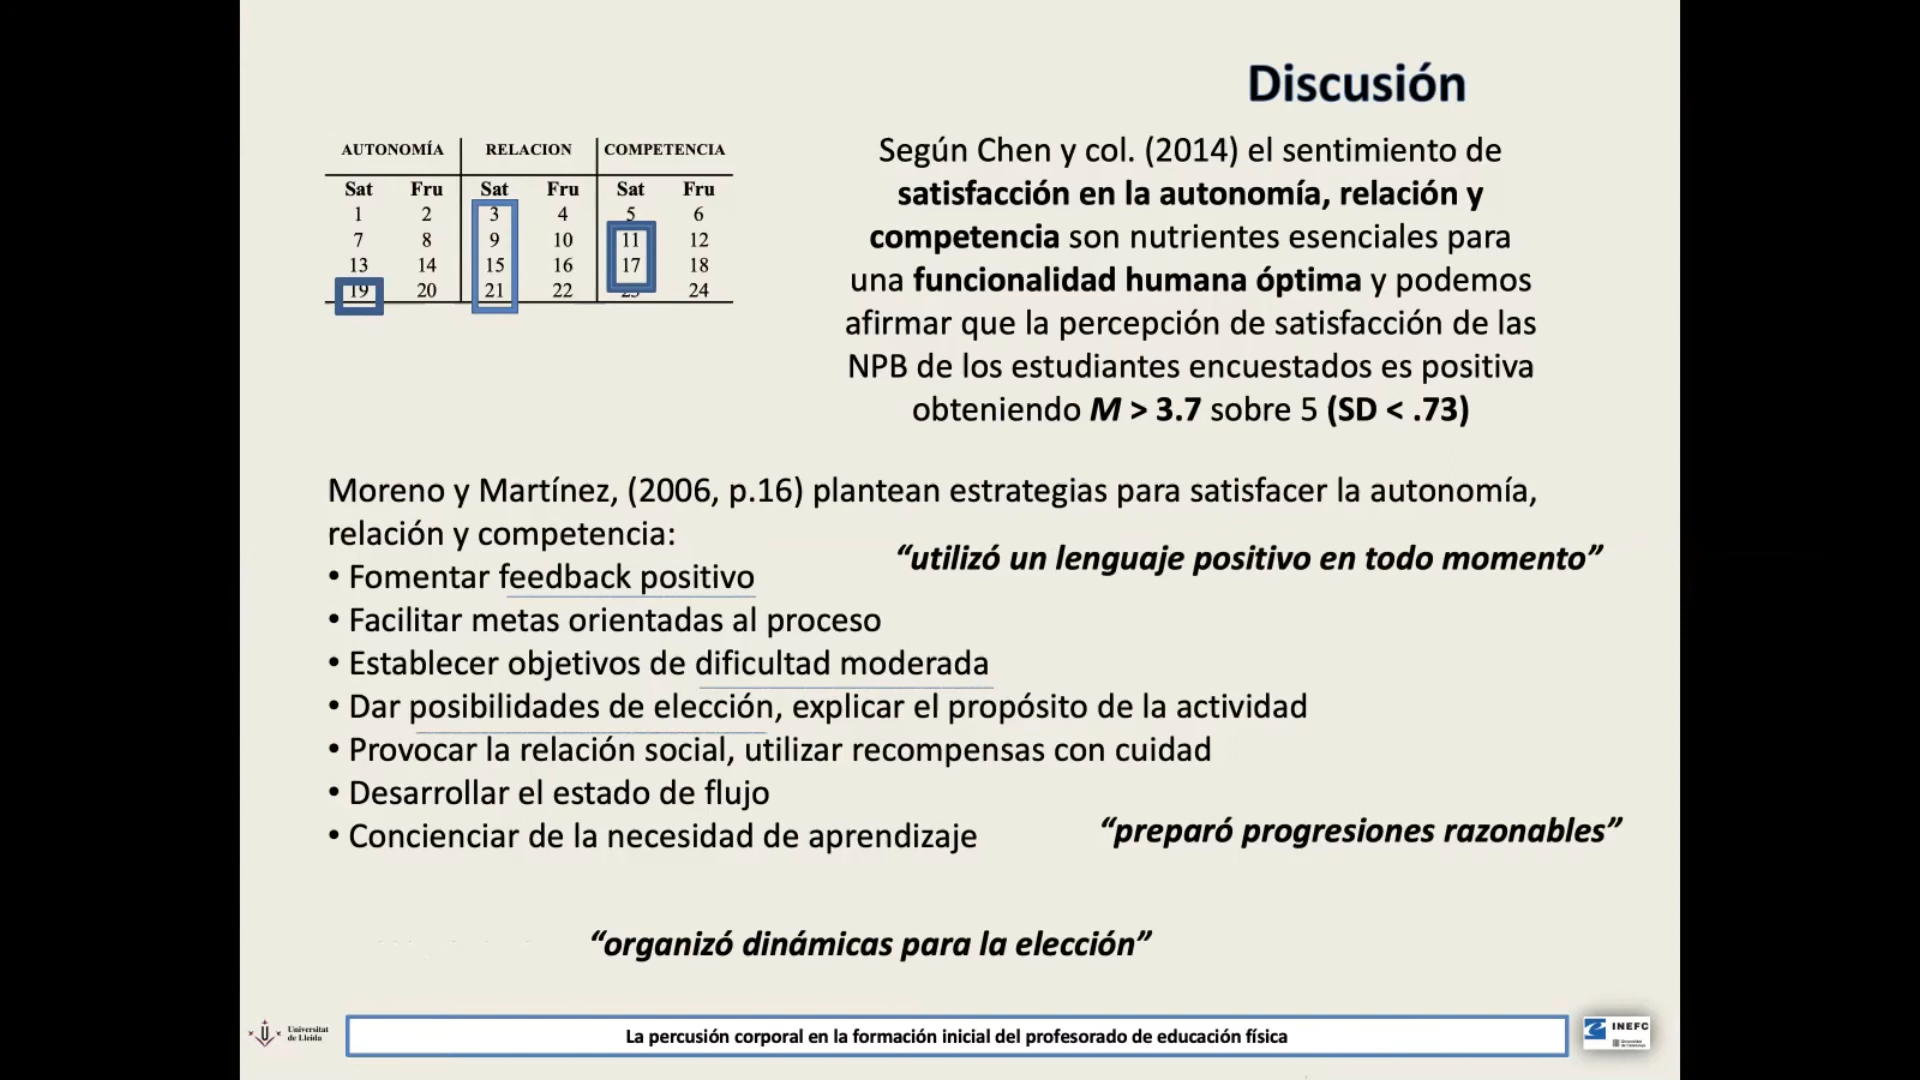 Discusión
AUTONOMÍA RELACION COMPETENCIA
Sat Fru Sat Fru Sat Fru
1 2 3 4 5 6
7 8 9 10 11 12
13 14 15 16 17 18
19 20 21 22 23 24
Según Chen y col. (2014) el sentimiento de
satisfacción en la autonomía, relación y
competencia son nutrientes esenciales para
una funcionalidad humana óptima y podemos
afirmar que la percepción de satisfacción de las
NPB de los estudiantes encuestados es positiva
obteniendo M > 3.7 sobre 5 (SD < .73)
Moreno y Martínez, (2006, p.16) plantean estrategias para satisfacer la autonomía,
relación y competencia:
“utilizó un lenguaje positivo en todo momento”
• Fomentar feedback positivo
• Facilitar metas orientadas al proceso
• Establecer objetivos de dificultad moderada
• Dar posibilidades de elección, explicar el propósito de la actividad
• Provocar la relación social, utilizar recompensas con cuidad
• Desarrollar el estado de flujo
• Concienciar de la necesidad de aprendizaje
“preparó progresiones razonables”
“organizó dinámicas para la elección”
Universitat
de Lleida
La percusión corporal en la formación inicial del profesorado de educación física
INEFC